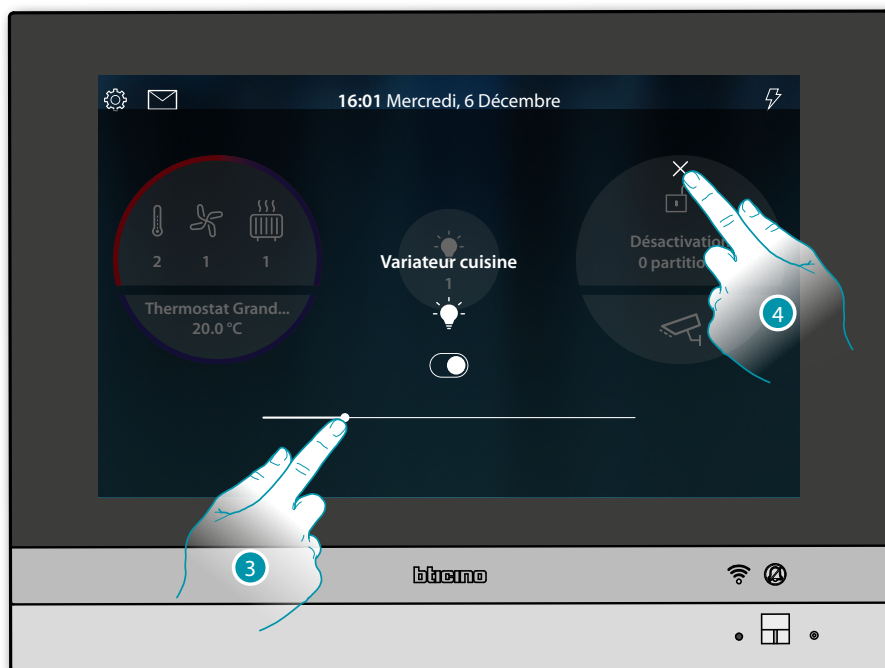 16:01 Mercredi, 6 Décembre
2 1 1
Thermostat Grand...
20.0 °C
Variateur cuisine
1
Désactivation
0 partitio
4
3
bticino